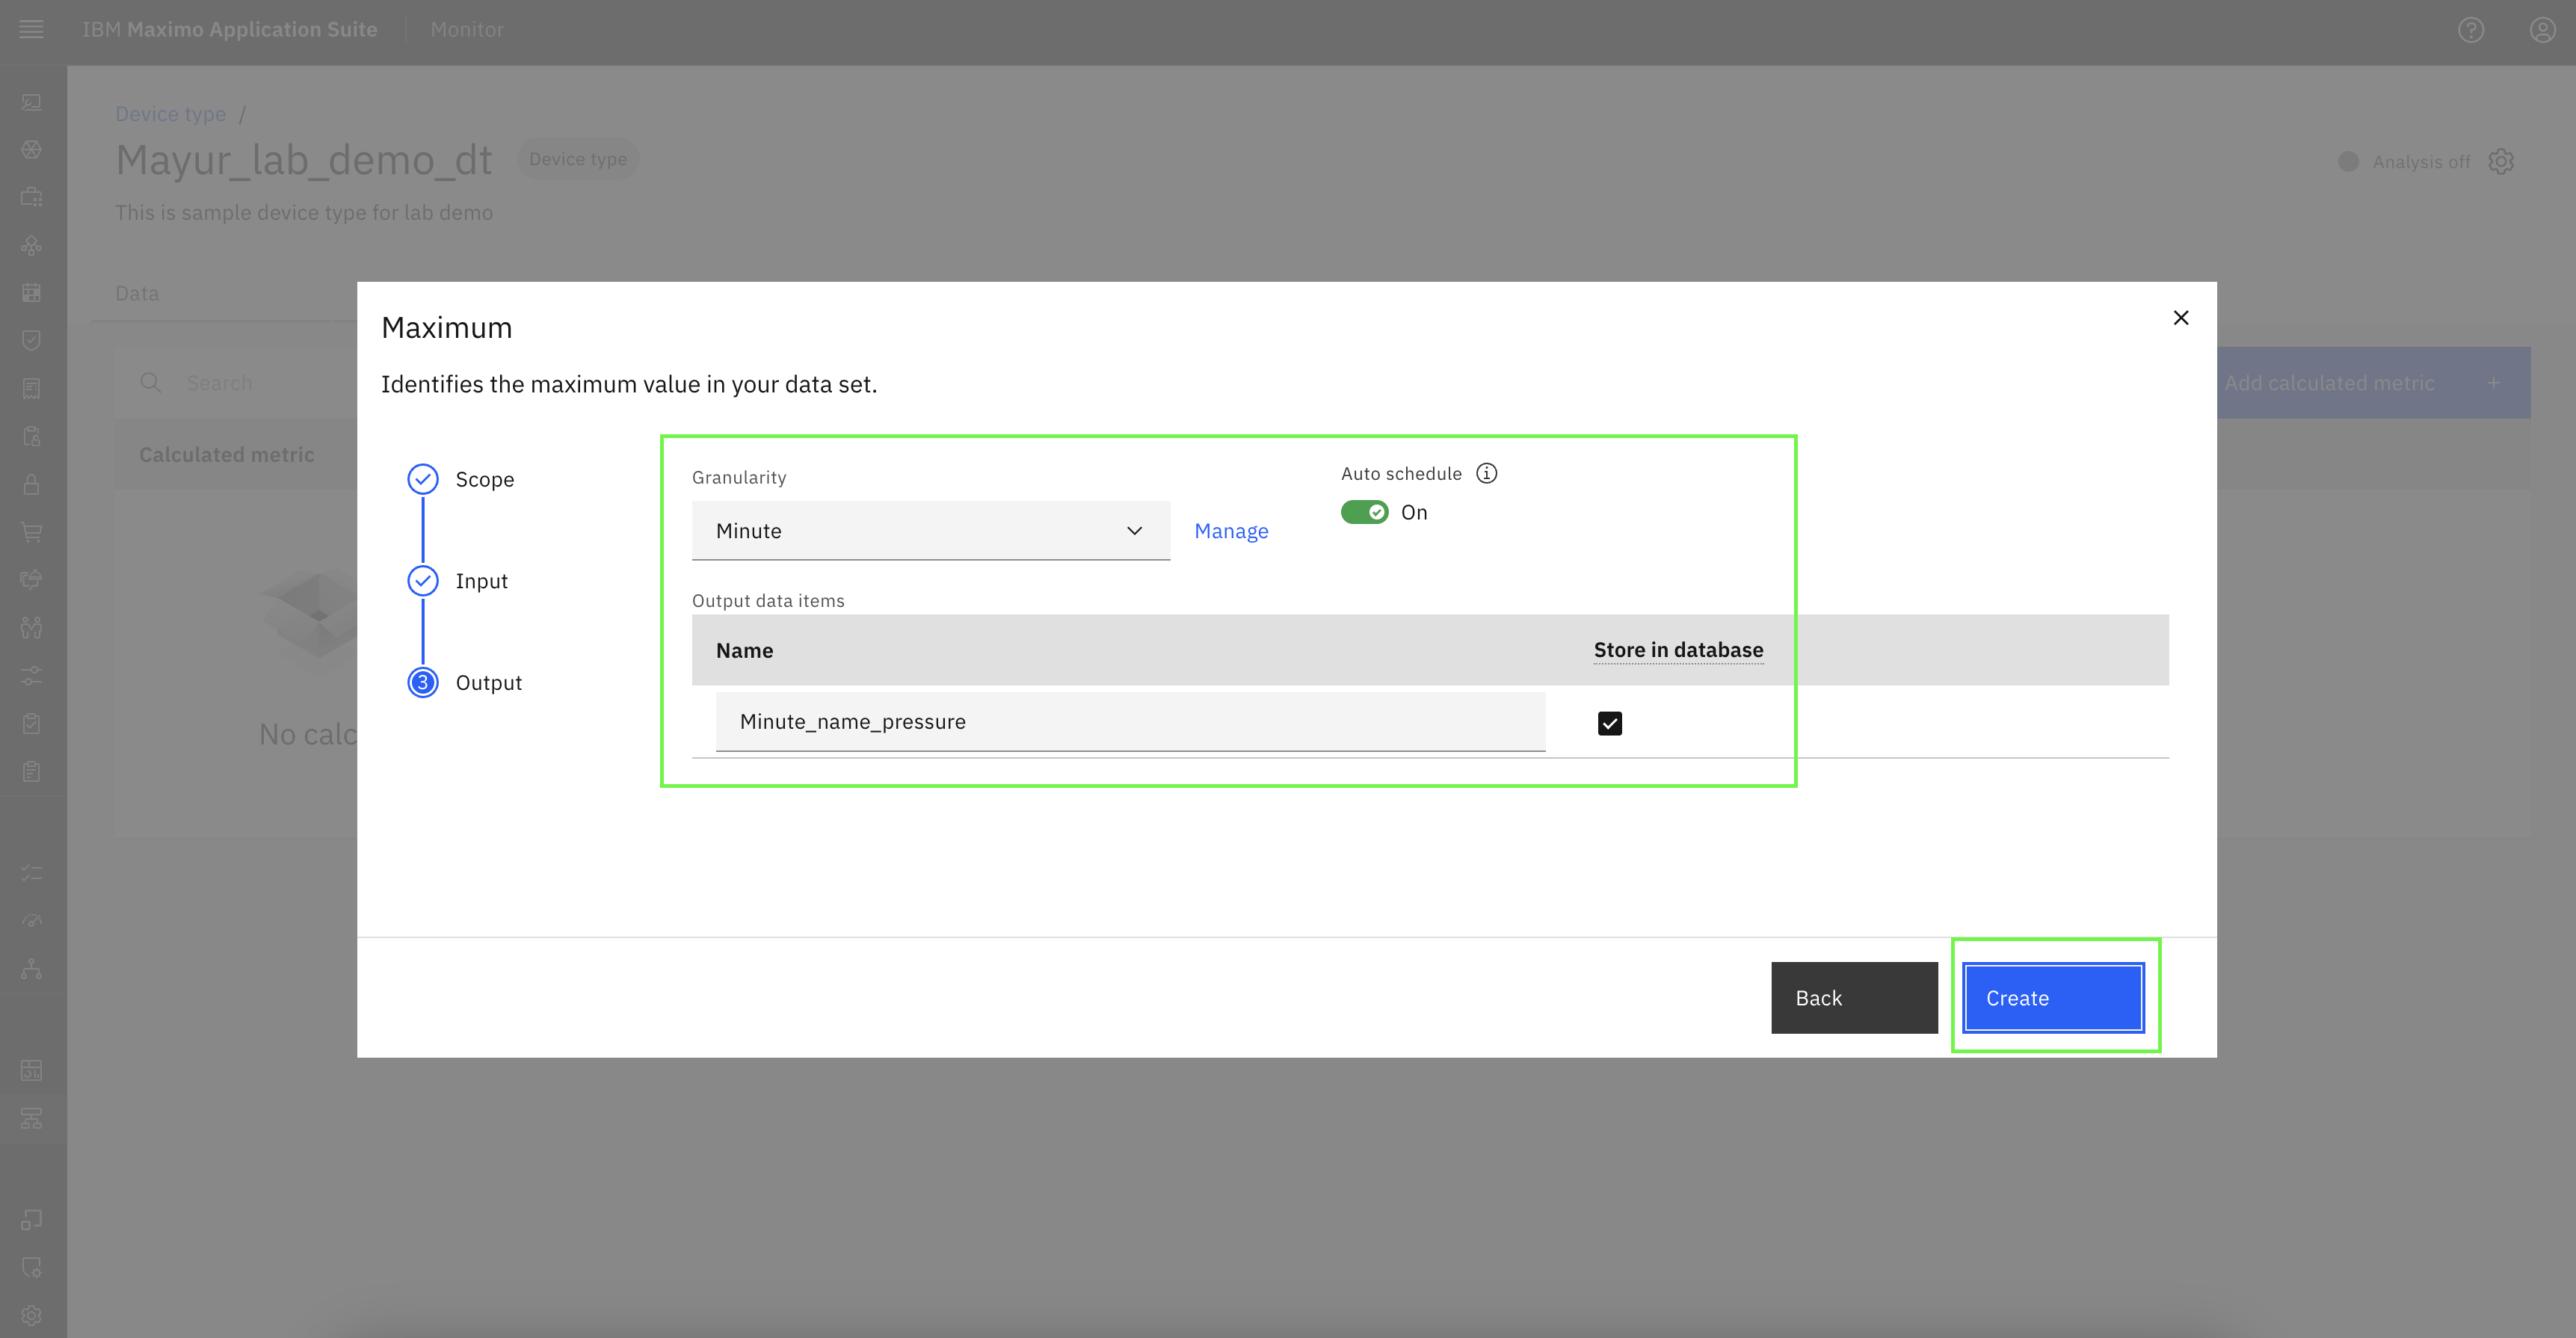 IBM Maximo Application Suite Monitor
Device type /
Mayur_lab_demo_dt Device type
Analysis off
This is sample device type for lab demo
Data
Search
Add calculated metric +
Calculated metric
No calc
Maximum
Identifies the maximum value in your data set.
Scope
Input
3 Output
Granularity
Minute
Manage
Auto schedule
On
Output data items
Name Store in database
Minute_name_pressure
Back
Create